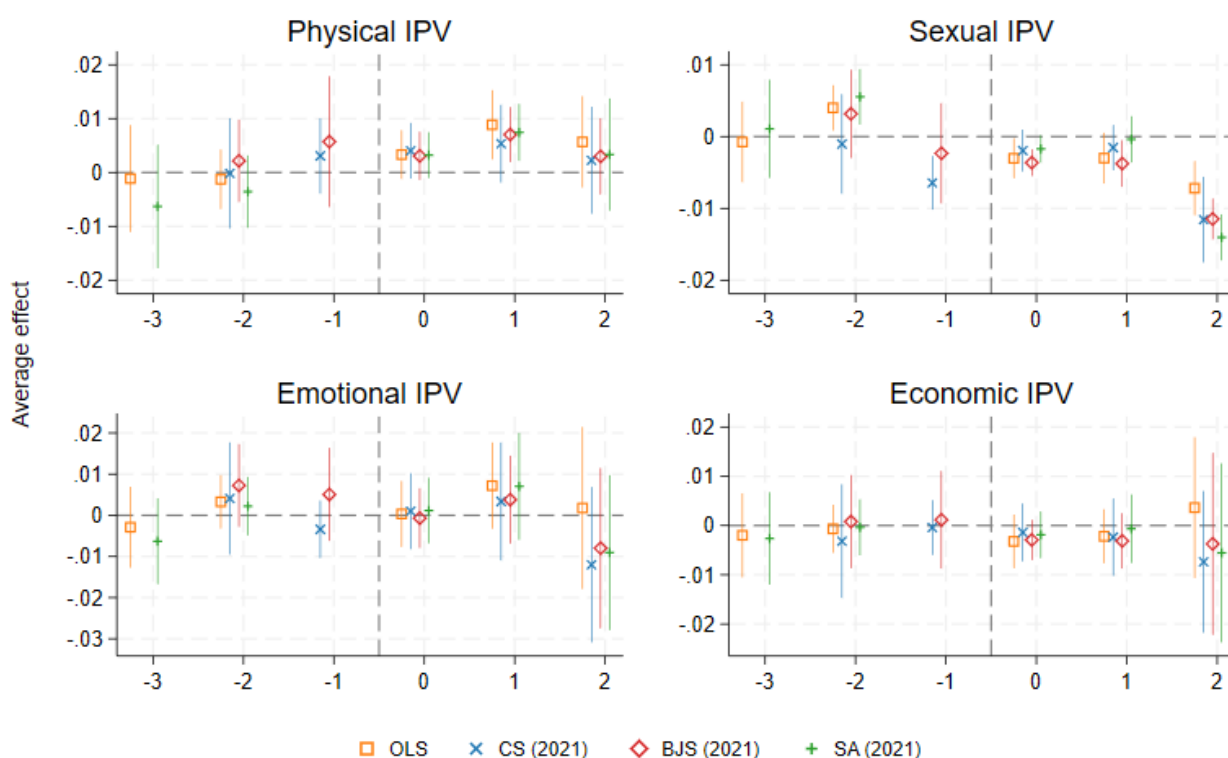 Physical IPV
Sexual IPV
.02
.01
0
-.01
-.02
-3 -2 -1 0 1 2
.01
0
-.01
-.02
-3 -2 -1 0 1 2
Average effect
Emotional IPV
Economic IPV
.02
.01
0
-.01
-.02
-.03
-3 -2 -1 0 1 2
.02
.01
0
-.01
-.02
-3 -2 -1 0 1 2
OLS CS (2021) BJS (2021) SA (2021)